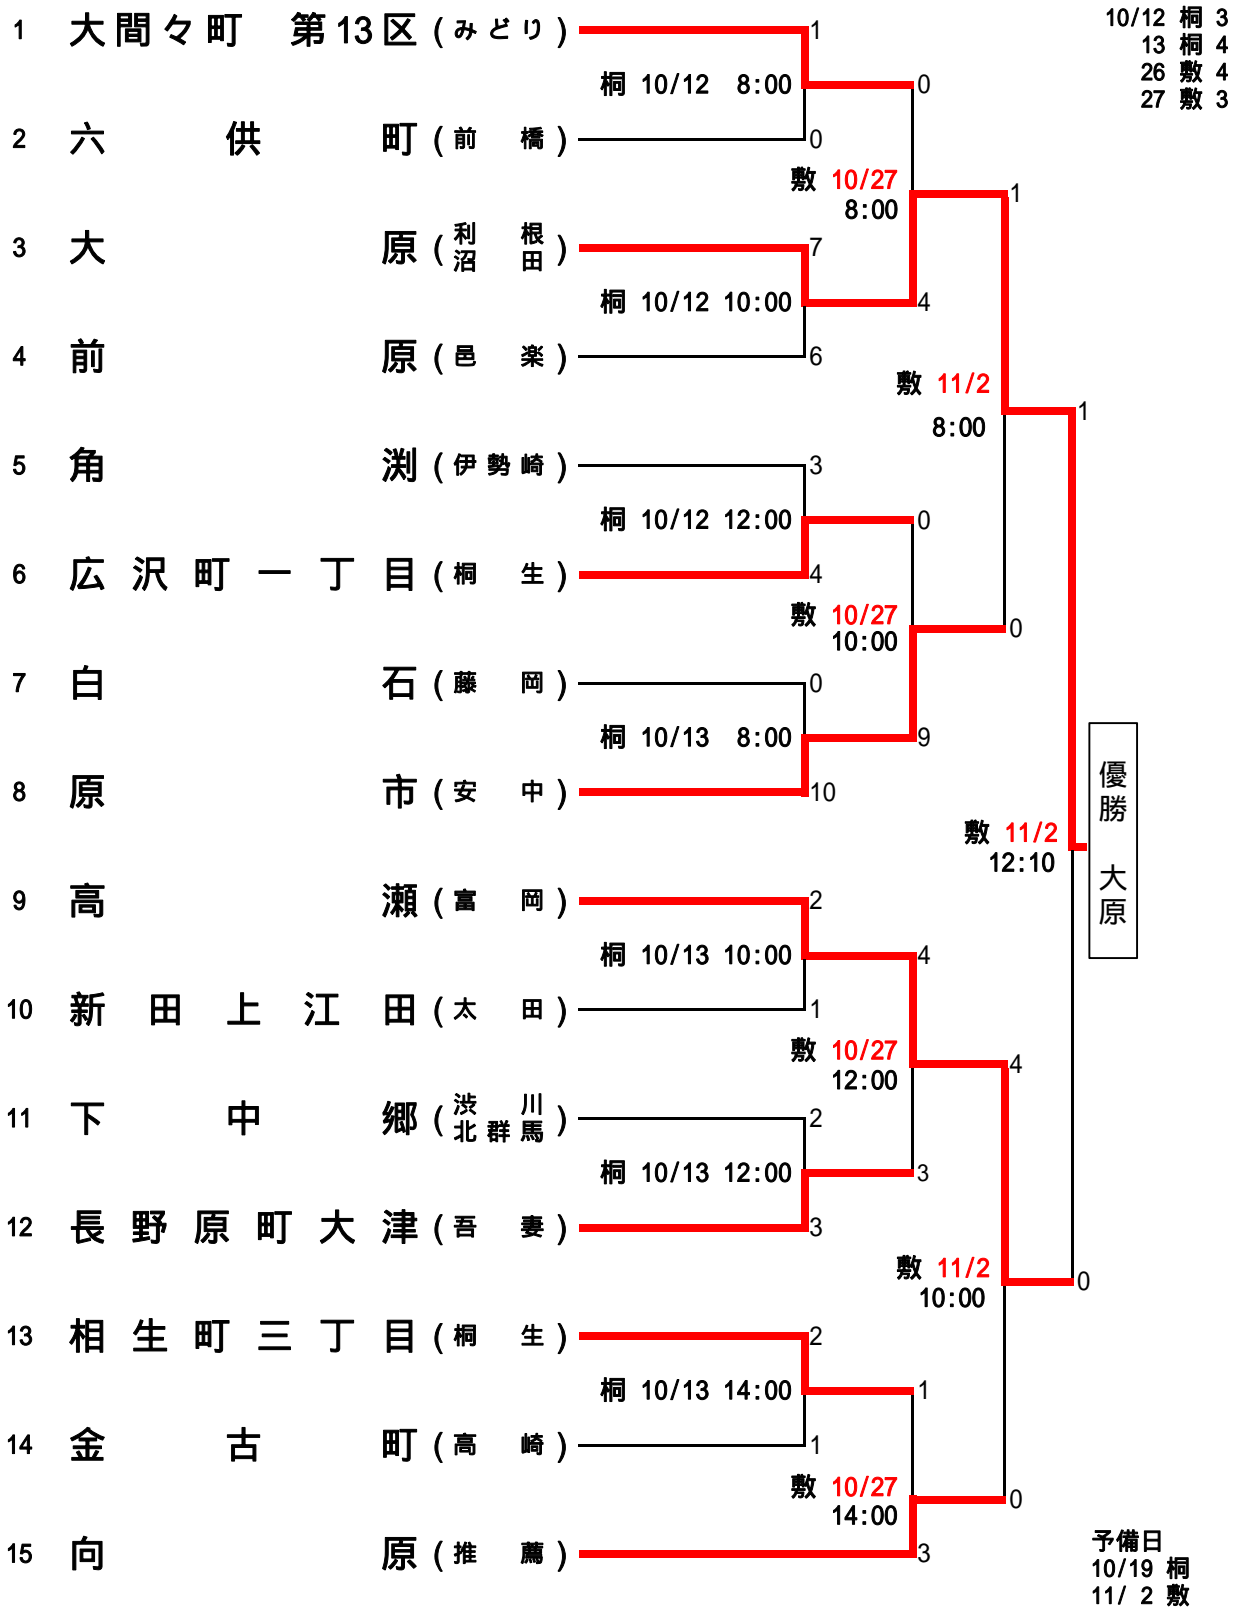 10/12 桐 3
13 桐 4
26 敷 4
27 敷 3
1 大間々町 第13区 (みどり) 1
桐 10/12 8:00 0
2 六供町 (前橋) 0
敷 10/27
8:00 1
3 大原 (利根沼田) 7
桐 10/12 10:00 4
4 前原 (邑楽) 6
敷 11/2
8:00 1
5 角渕 (伊勢崎) 3
桐 10/12 12:00 0
6 広沢町一丁目 (桐生) 4
敷 10/27
10:00 0
7 白石 (藤岡) 0
桐 10/13 8:00 9
8 原市 (安中) 10
敷 11/2
12:10
優勝 大原
9 高瀬 (富岡) 2
桐 10/13 10:00 4
10 新田上江田 (太田) 1
敷 10/27
12:00 4
11 下中郷 (渋川北群馬) 2
桐 10/13 12:00 3
12 長野原町大津 (吾妻) 3
敷 11/2
10:00 0
13 相生町三丁目 (桐生) 2
桐 10/13 14:00 1
14 金古町 (高崎) 1
敷 10/27
14:00 0
15 向原 (推薦) 3
予備日
10/19 桐
11/ 2 敷